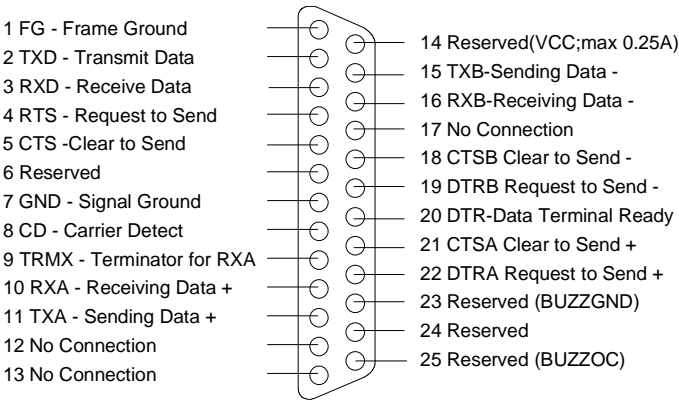 1 FG - Frame Ground
2 TXD - Transmit Data
3 RXD - Receive Data
4 RTS - Request to Send
5 CTS -Clear to Send
6 Reserved
7 GND - Signal Ground
8 CD - Carrier Detect
9 TRMX - Terminator for RXA
10 RXA - Receiving Data +
11 TXA - Sending Data +
12 No Connection
13 No Connection
14 Reserved(VCC;max 0.25A)
15 TXB-Sending Data -
16 RXB-Receiving Data -
17 No Connection
18 CTSB Clear to Send -
19 DTRB Request to Send -
20 DTR-Data Terminal Ready
21 CTSA Clear to Send +
22 DTRA Request to Send +
23 Reserved (BUZZGND)
24 Reserved
25 Reserved (BUZZOC)